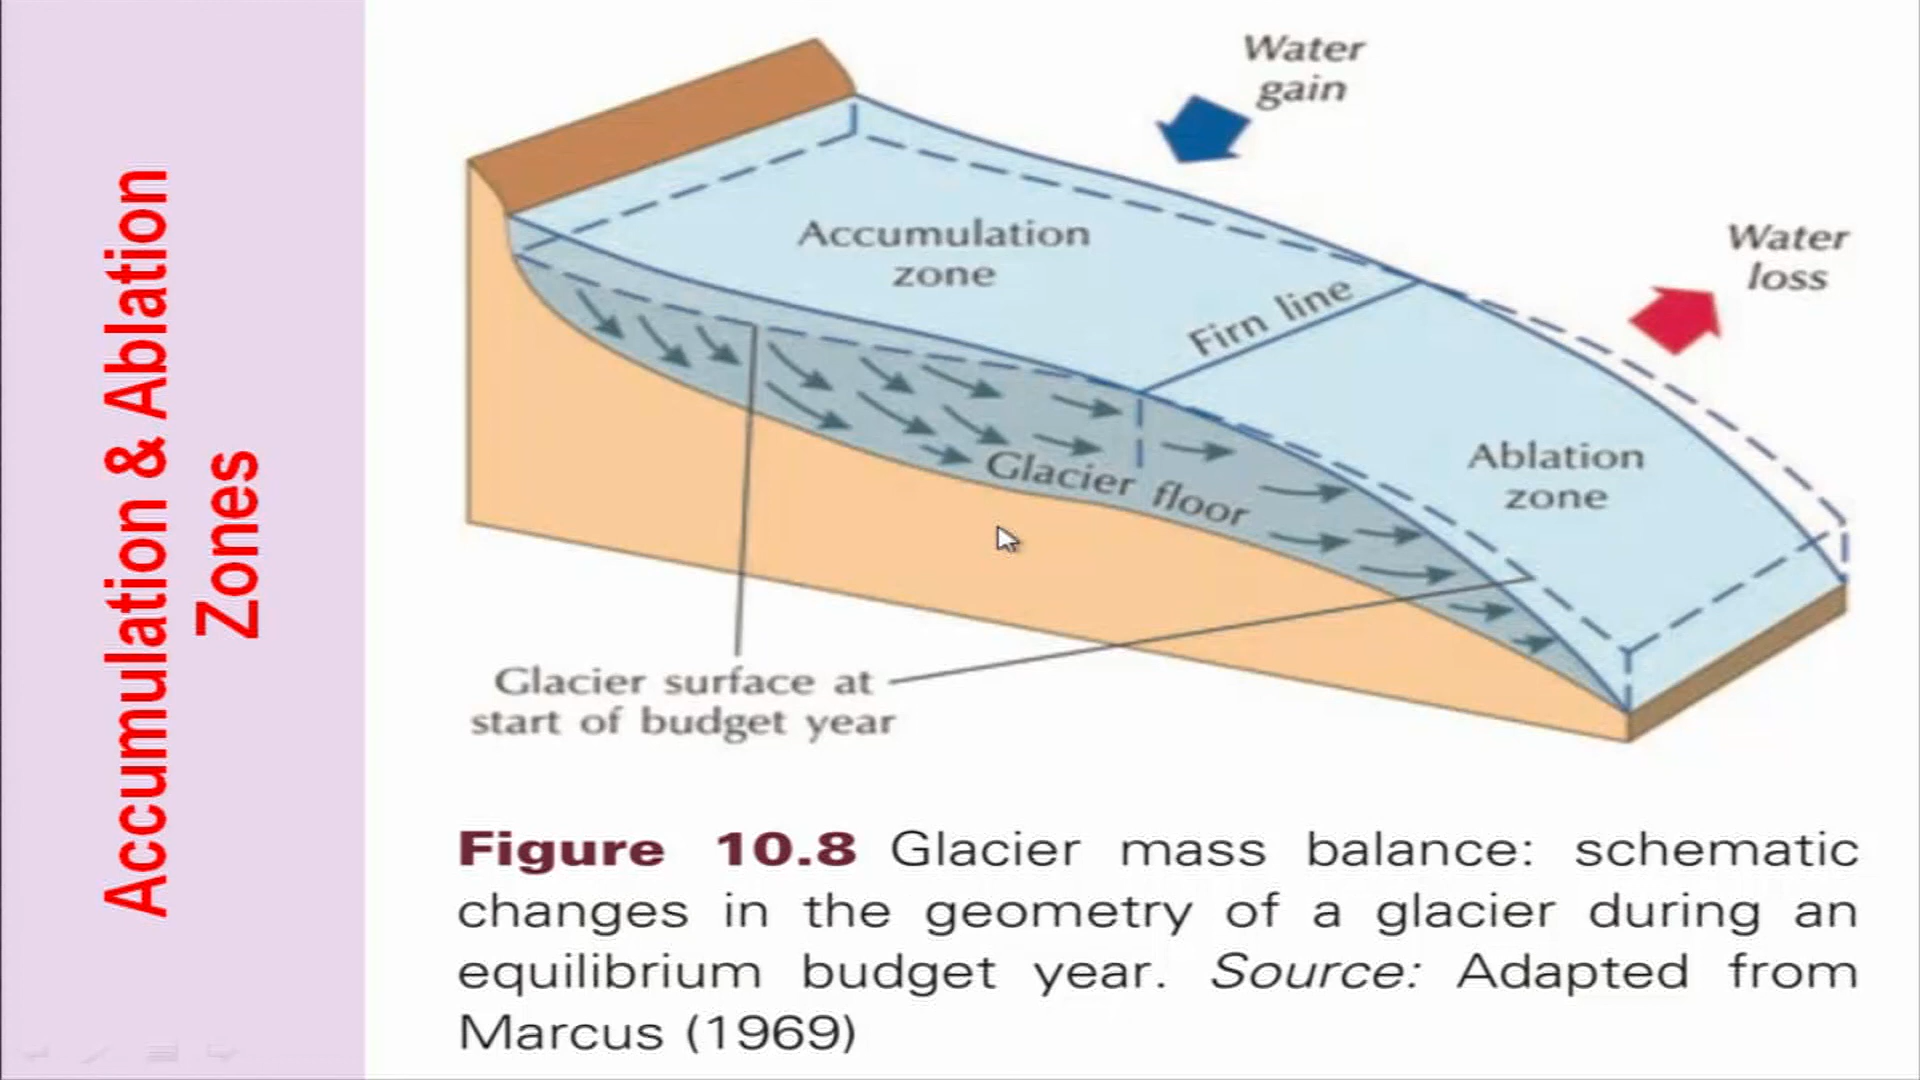 Accumulation & Ablation
Zones
Water
gain
Water
loss
Accumulation
zone
Firn line
Ablation
zone
Glacier floor
Glacier surface at
start of budget year
Figure 10.8 Glacier mass balance: schematic
changes in the geometry of a glacier during an
equilibrium budget year. Source: Adapted from
Marcus (1969)